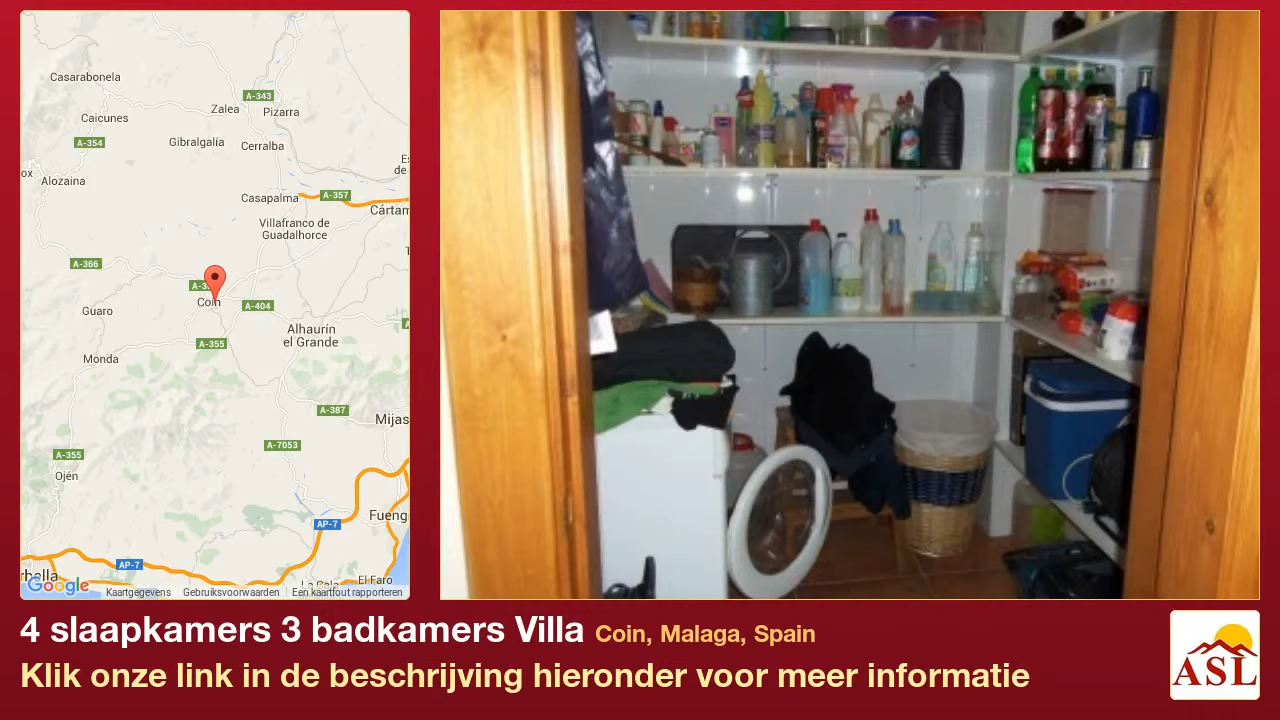 Casarabonela
A-343
Zalea
Pizarra
Caicunes
A-354
Gibralgalía
Cerralba
ox
Alozaina
Casapalma
A-357
Cártam
Villafranco de
Guadalhorce
A-366
Coín
A-404
Guaro
Alhaurín
el Grande
A-355
Monda
A-387
Mijas
A-7053
A-355
Ojén
AP-7
Fueng
AP-7
rbella
La Cala
El Faro
Google
Kaartgegevens
Gebruiksvoorwaarden
Een kaartfout rapporteren
4 slaapkamers 3 badkamers Villa Coin, Malaga, Spain
Klik onze link in de beschrijving hieronder voor meer informatie
ASL